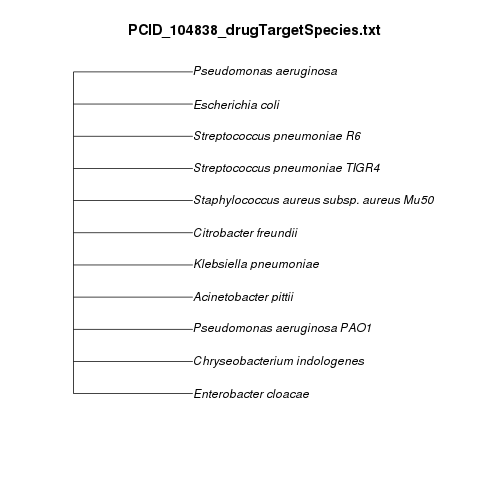 PCID_104838_drugTargetSpecies.txt
Pseudomonas aeruginosa
Escherichia coli
Streptococcus pneumoniae R6
Streptococcus pneumoniae TIGR4
Staphylococcus aureus subsp. aureus Mu50
Citrobacter freundii
Klebsiella pneumoniae
Acinetobacter pittii
Pseudomonas aeruginosa PAO1
Chryseobacterium indologenes
Enterobacter cloacae